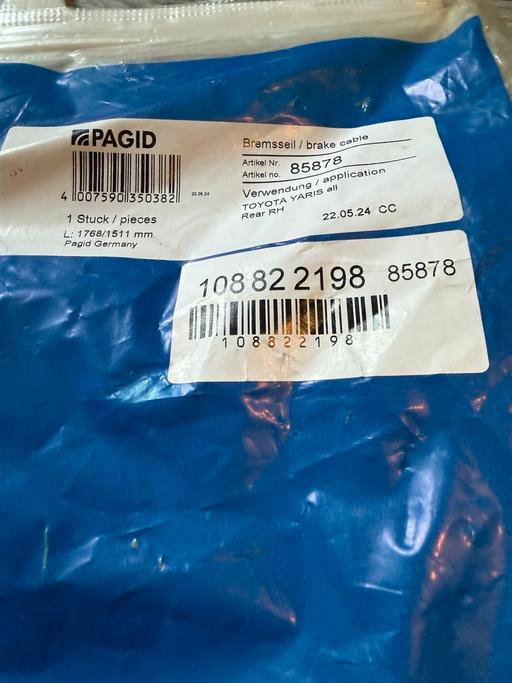 PAGID
4 007590 350382
22.05.24
1 Stuck / pieces
L: 1768/1511 mm
Pagid Germany
Bremsseil / brake cable
Artikel Nr.
Artikel no. 85878
Verwendung / application
TOYOTA YARIS all
Rear RH
22.05.24 CC
108 82 2198 85878
108822198